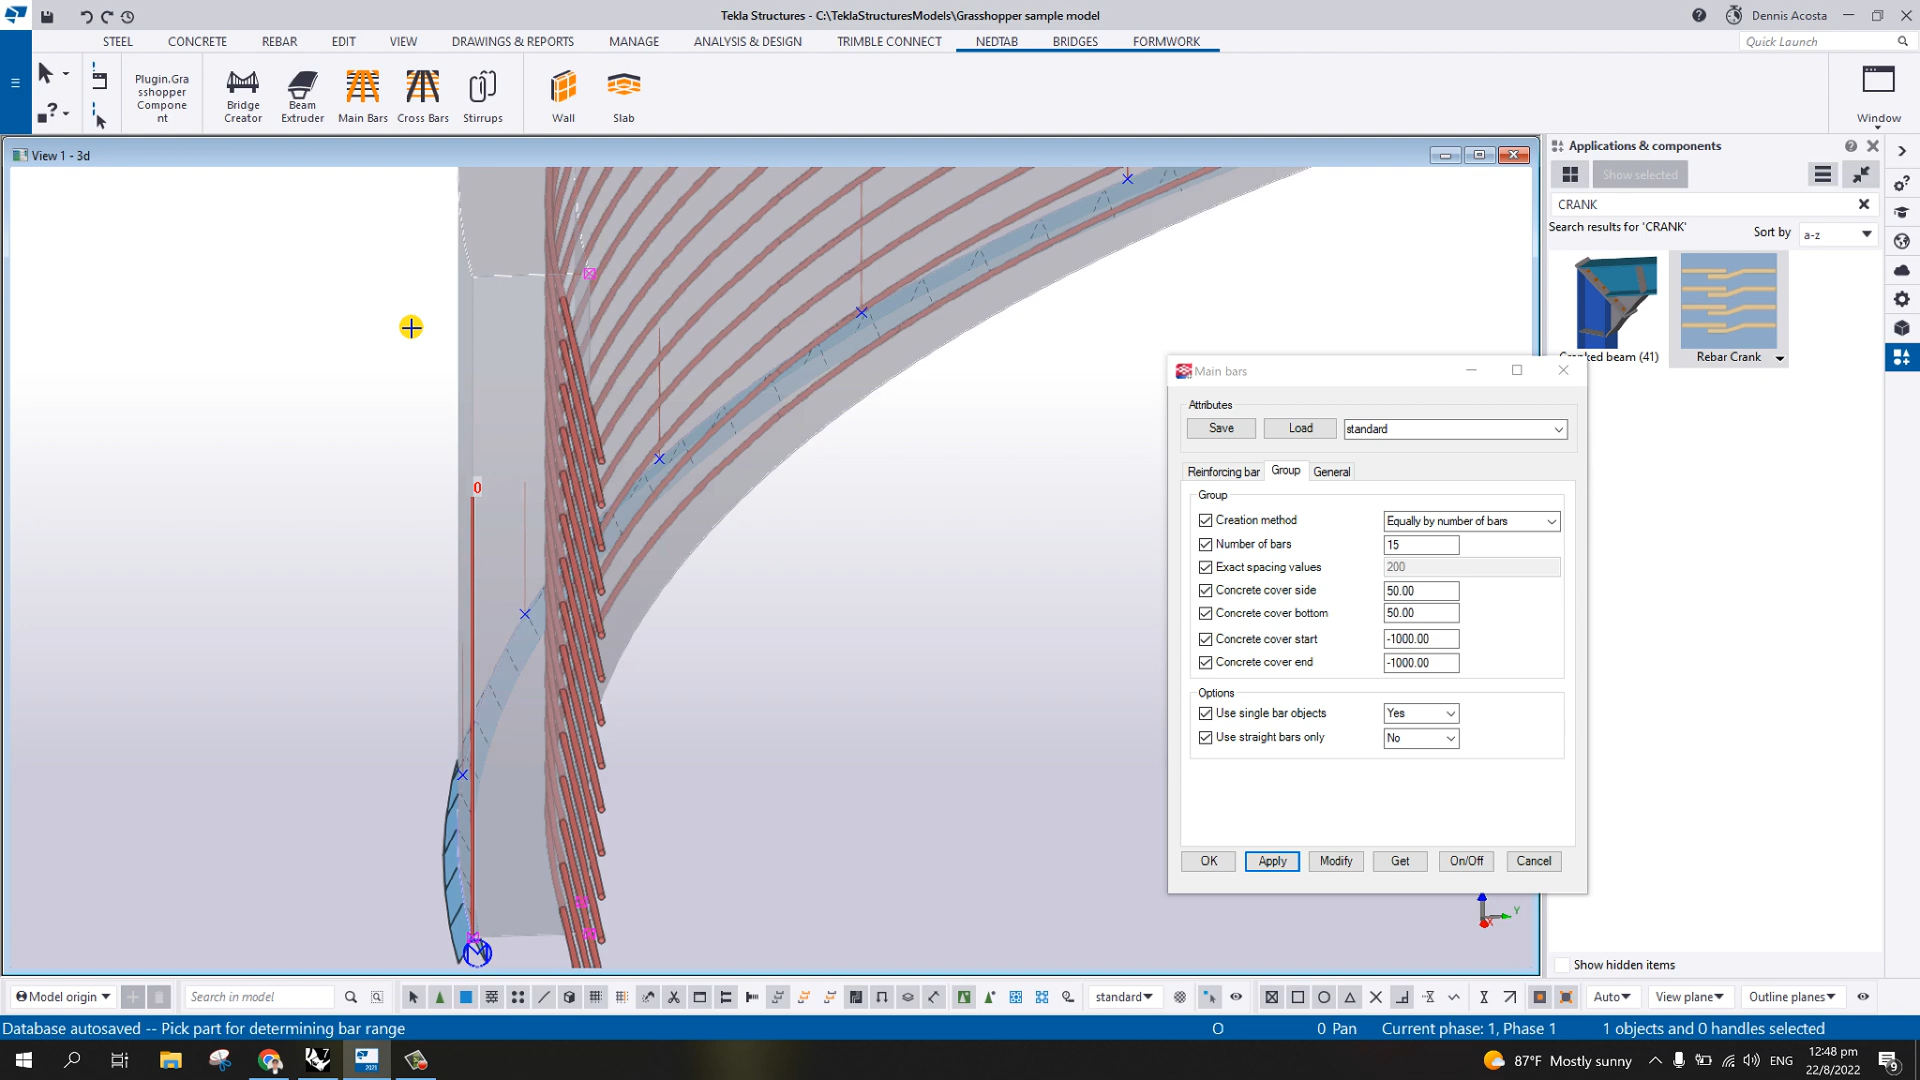 Tekla Structures - C:\TeklaStructuresModels\Grasshopper sample model
Dennis Acosta
STEEL CONCRETE REBAR EDIT VIEW DRAWINGS & REPORTS MANAGE ANALYSIS & DESIGN TRIMBLE CONNECT NEDTAB BRIDGES FORMWORK
Quick Launch
Plugin.Gra
sshopper
Compone
nt
Bridge
Creator
Beam
Extruder
Main Bars
Cross Bars
Stirrups
Wall
Slab
Window
View 1 - 3d
Applications & components
Show selected
CRANK
Search results for 'CRANK'
Sort by
a-z
Cranked beam (41)
Rebar Crank
0
Main bars
Attributes
Save
Load
standard
Reinforcing bar
Group
General
Group
Creation method
Equally by number of bars
Number of bars
15
Exact spacing values
200
Concrete cover side
50.00
Concrete cover bottom
50.00
Concrete cover start
-1000.00
Concrete cover end
-1000.00
Options
Use single bar objects
Yes
Use straight bars only
No
OK
Apply
Modify
Get
On/Off
Cancel
Y
Show hidden items
Model origin
Search in model
standard
Auto
View plane
Outline planes
Database autosaved -- Pick part for determining bar range
O
0 Pan
Current phase: 1, Phase 1
1 objects and 0 handles selected
2021
87°F Mostly sunny
ENG
12:48 pm
22/8/2022
9